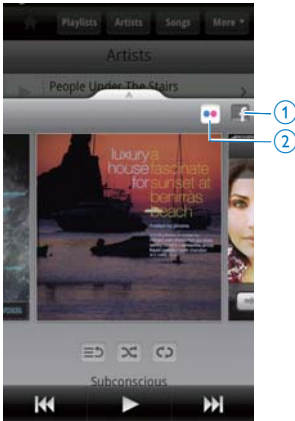 Playlists Artists Songs More
Artists
People Under The Stairs
f 1
2
luxury a
house fascinate
for sunset at
benirras
beach
Subconscious